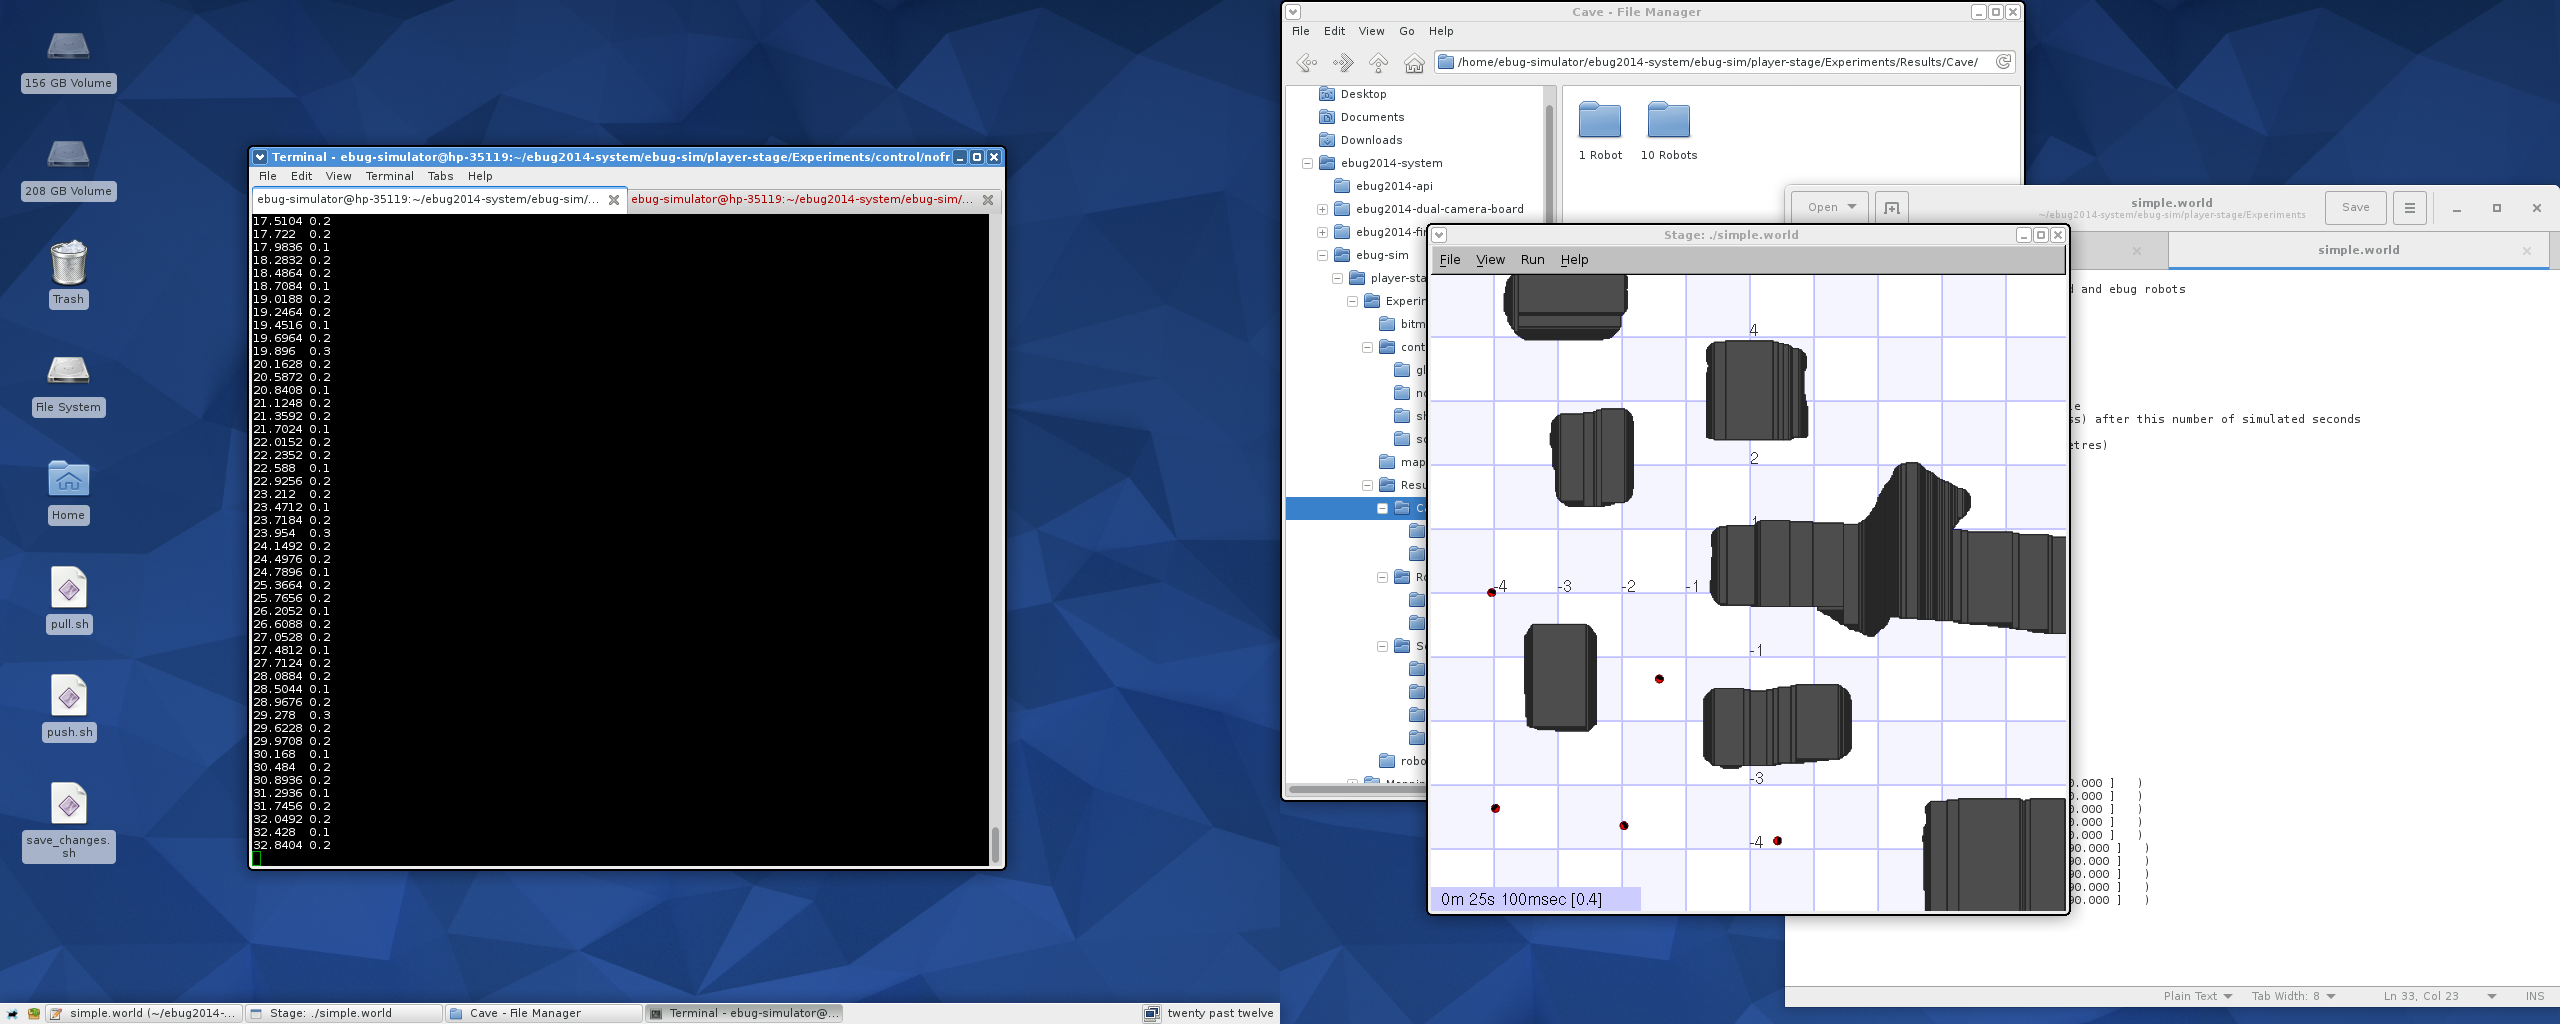 156 GB Volume
208 GB Volume
Trash
File System
Home
pull.sh
push.sh
save_changes.
sh
Terminal - ebug-simulator@hp-35119:~/ebug2014-system/ebug-sim/player-stage/Experiments/control/nofr
File Edit View Terminal Tabs Help
ebug-simulator@hp-35119:~/ebug2014-system/ebug-sim/...
ebug-simulator@hp-35119:~/ebug2014-system/ebug-sim/...
17.5104 0.2
17.722 0.2
17.9836 0.1
18.2832 0.2
18.4864 0.2
18.7084 0.1
19.0188 0.2
19.2464 0.2
19.4516 0.1
19.6964 0.2
19.896 0.3
20.1628 0.2
20.5872 0.2
20.8408 0.1
21.1248 0.2
21.3592 0.2
21.7024 0.1
22.0152 0.2
22.2352 0.2
22.588 0.1
22.9256 0.2
23.212 0.2
23.4712 0.1
23.7184 0.2
23.954 0.3
24.1492 0.2
24.4976 0.2
24.7896 0.1
25.3664 0.2
25.7656 0.2
26.2052 0.1
26.6088 0.2
27.0528 0.2
27.4812 0.1
27.7124 0.2
28.0884 0.2
28.5044 0.1
28.9676 0.2
29.278 0.3
29.6228 0.2
29.9708 0.2
30.168 0.1
30.484 0.2
30.8936 0.2
31.2936 0.1
31.7456 0.2
32.0492 0.2
32.428 0.1
32.8404 0.2
Cave - File Manager
File Edit View Go Help
/home/ebug-simulator/ebug2014-system/ebug-sim/player-stage/Experiments/Results/Cave/
Desktop
Documents
Downloads
ebug2014-system
ebug2014-api
ebug2014-dual-camera-board
ebug2014-fir
ebug-sim
player-sta
Experim
bitm
cont
gl
no
sh
so
map
Resu
C
Ro
S
robo
1 Robot
10 Robots
Open
simple.world
~/ebug2014-system/ebug-sim/player-stage/Experiments
Save
simple.world
d and ebug robots
le
ss) after this number of simulated seconds
etres)
0.000 ] )
0.000 ] )
0.000 ] )
0.000 ] )
0.000 ] )
90.000 ] )
90.000 ] )
90.000 ] )
90.000 ] )
90.000 ] )
Plain Text Tab Width: 8 Ln 33, Col 23 INS
Stage: ./simple.world
File View Run Help
4
2
1
-4 -3 -2 -1
-1
-3
-4
0m 25s 100msec [0.4]
simple.world (~/ebug2014-...
Stage: ./simple.world
Cave - File Manager
Terminal - ebug-simulator@...
twenty past twelve